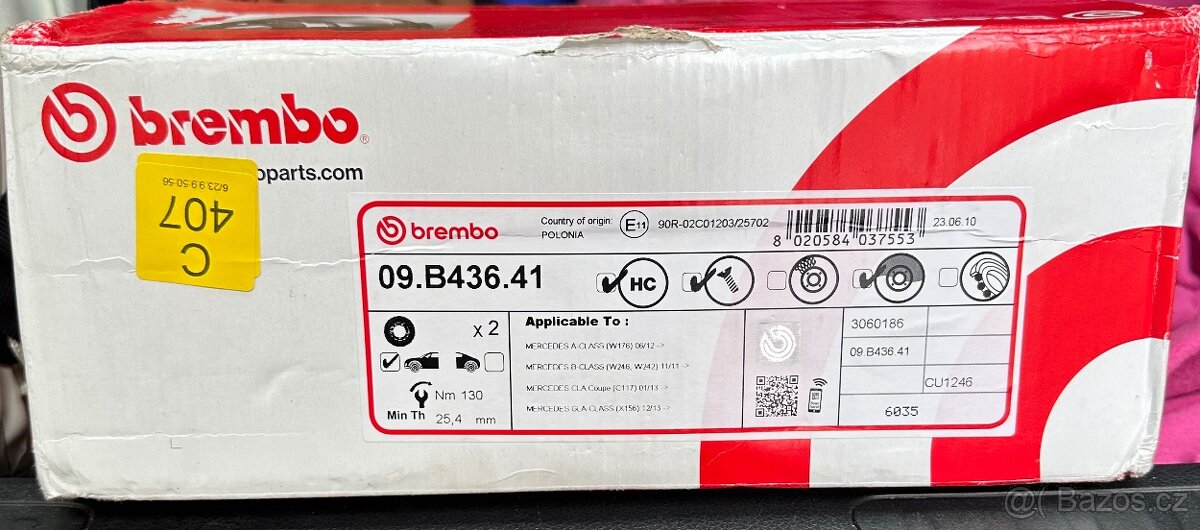 brembo®
oparts.com
6/23 9 9:50:56
407
C
brembo
Country of origin:
POLONIA
E11
90R-02C01203/25702
8 020584 037553
23.06.10
09.B436.41
HC
x 2
Nm 130
Min Th 25,4 mm
Applicable To :
MERCEDES A-CLASS (W176) 06/12 ->
MERCEDES B-CLASS (W246, W242) 11/11 ->
MERCEDES CLA Coupe (C117) 01/13 ->
MERCEDES GLA-CLASS (X156) 12/13 ->
3060186
09.B436.41
CU1246
6035
Bazos.cz